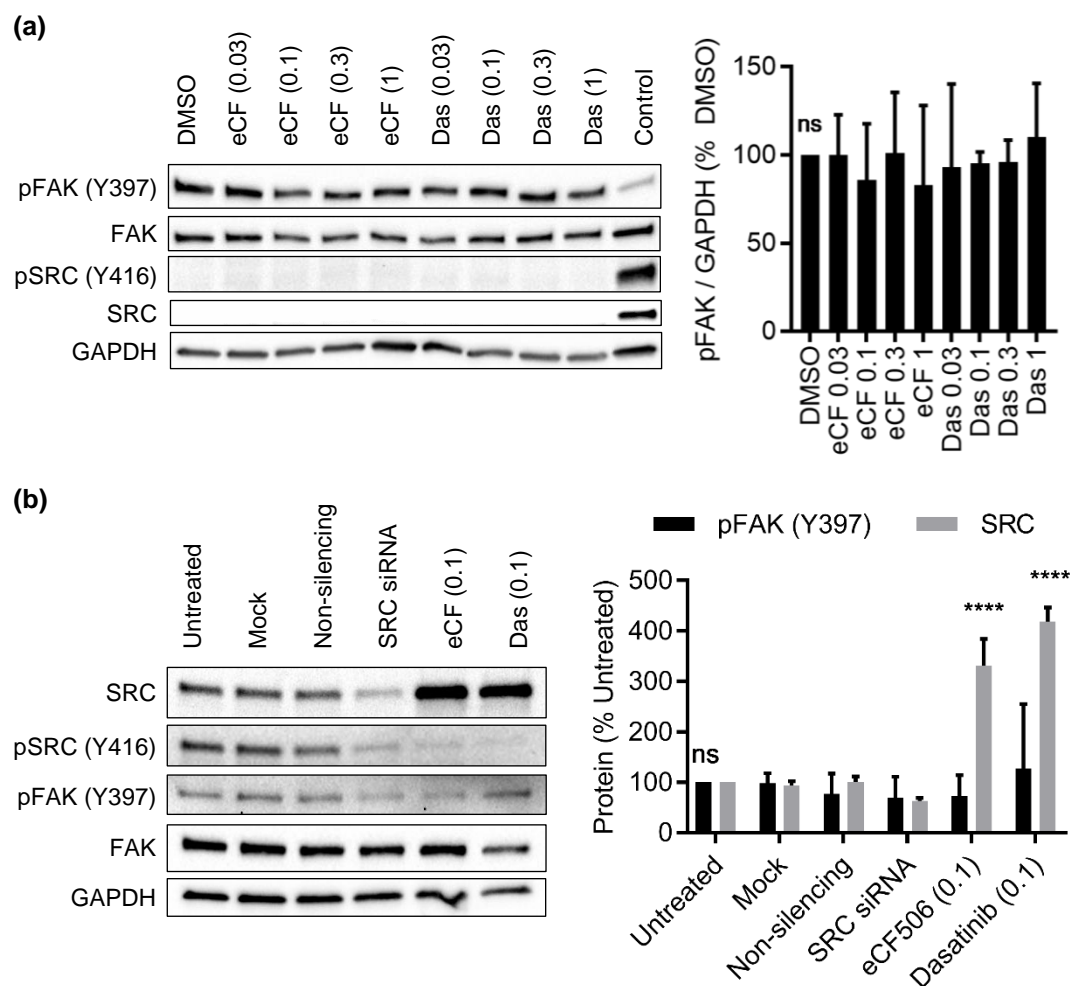 (a)
DMSO
eCF (0.03)
eCF (0.1)
eCF (0.3)
eCF (1)
Das (0.03)
Das (0.1)
Das (0.3)
Das (1)
Control
pFAK (Y397)
FAK
pSRC (Y416)
SRC
GAPDH
pFAK / GAPDH (% DMSO)
150
100
50
0
ns
DMSO
eCF 0.03
eCF 0.1
eCF 0.3
eCF 1
Das 0.03
Das 0.1
Das 0.3
Das 1
(b)
Untreated
Mock
Non-silencing
SRC siRNA
eCF (0.1)
Das (0.1)
SRC
pSRC (Y416)
pFAK (Y397)
FAK
GAPDH
pFAK (Y397)
SRC
Protein (% Untreated)
500
400
300
200
100
0
ns
****
****
Untreated
Mock
Non-silencing
SRC siRNA
eCF506 (0.1)
Dasatinib (0.1)